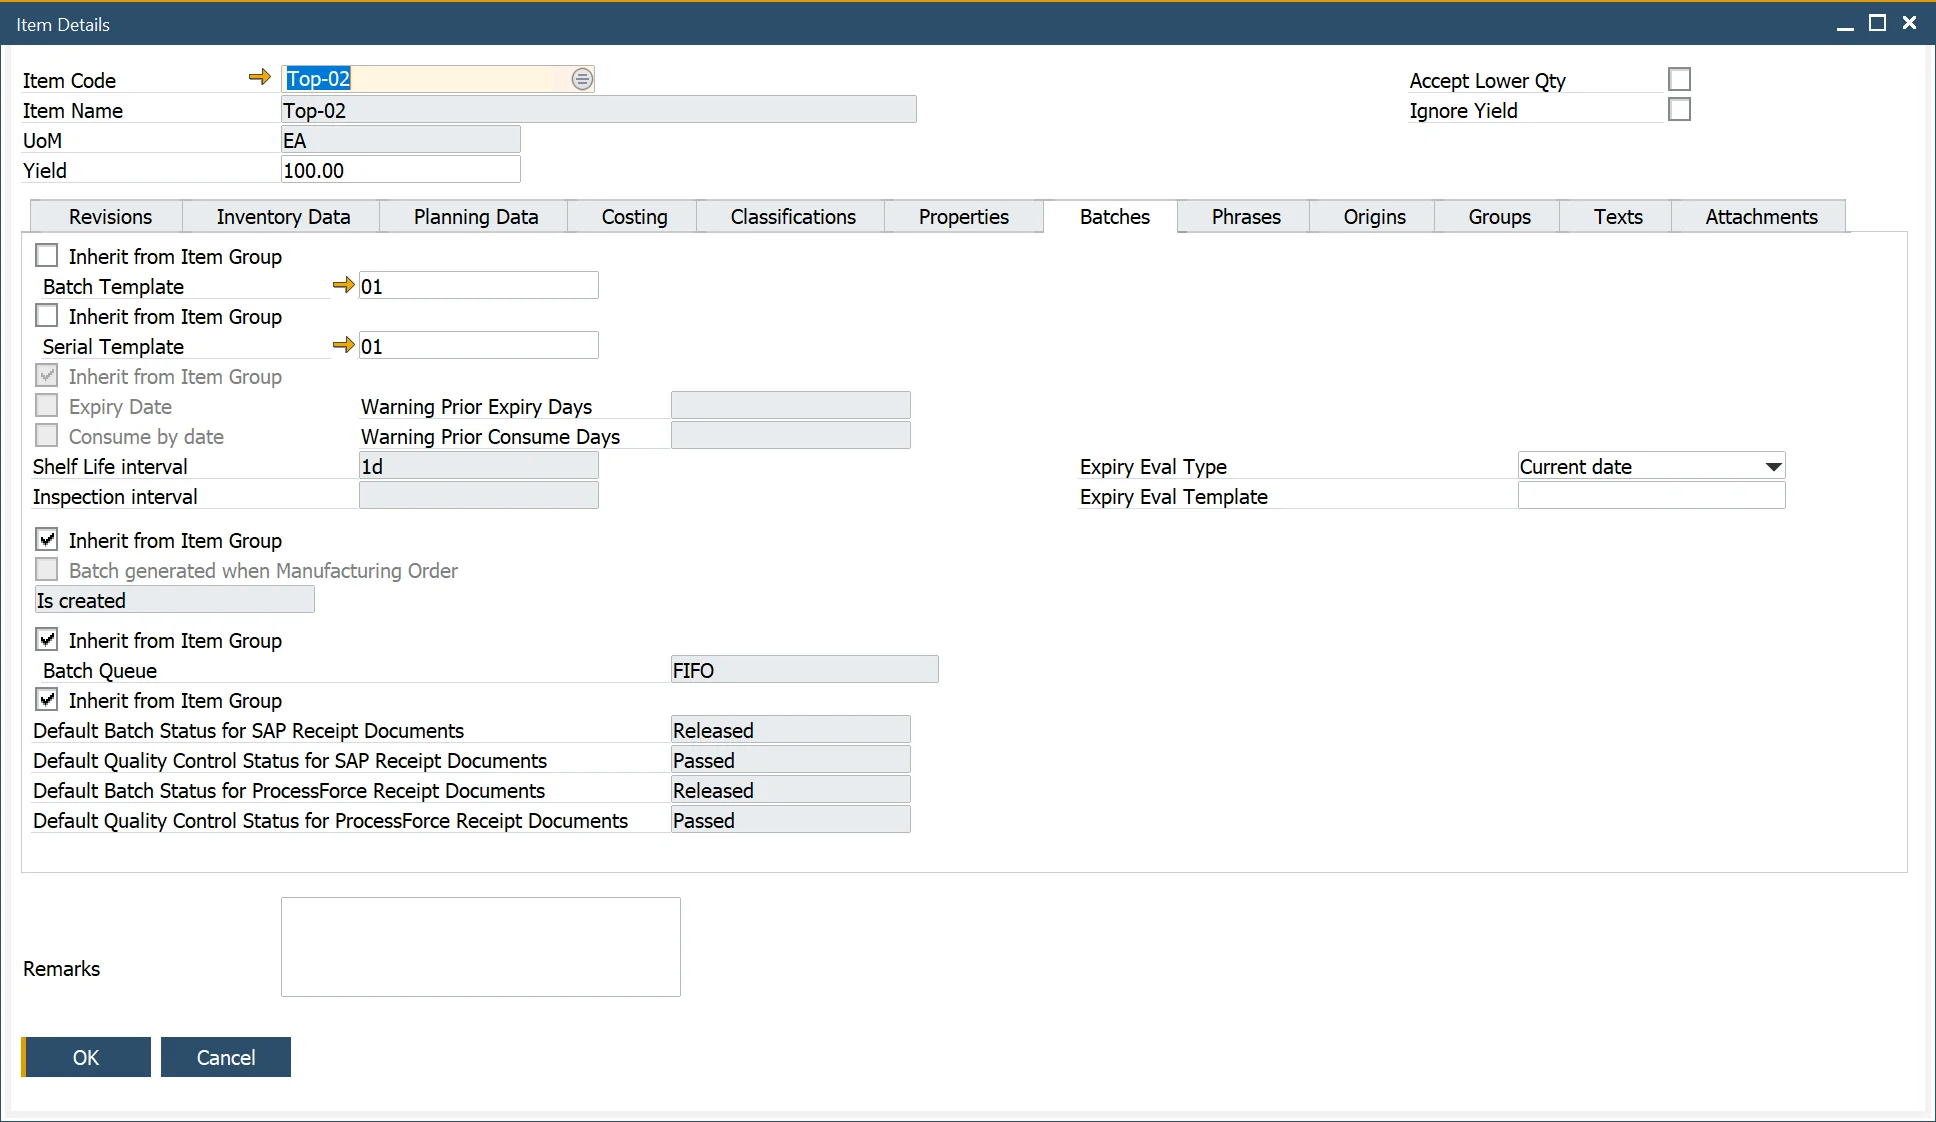 Item Details
Item Code Top-02 Accept Lower Qty
Item Name Top-02 Ignore Yield
UoM EA
Yield 100.00
Revisions Inventory Data Planning Data Costing Classifications Properties Batches Phrases Origins Groups Texts Attachments
Inherit from Item Group
Batch Template 01
Inherit from Item Group
Serial Template 01
Inherit from Item Group
Expiry Date Warning Prior Expiry Days
Consume by date Warning Prior Consume Days
Shelf Life interval 1d Expiry Eval Type Current date
Inspection interval Expiry Eval Template
Inherit from Item Group
Batch generated when Manufacturing Order
Is created
Inherit from Item Group
Batch Queue FIFO
Inherit from Item Group
Default Batch Status for SAP Receipt Documents Released
Default Quality Control Status for SAP Receipt Documents Passed
Default Batch Status for ProcessForce Receipt Documents Released
Default Quality Control Status for ProcessForce Receipt Documents Passed
Remarks
OK Cancel